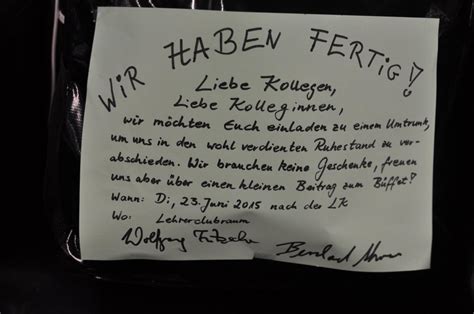 WIR HABEN FERTIG!
Liebe Kollegen,
Liebe Kolleginnen,
wir möchten Euch einladen zu einem Umtrunk,
um uns in den wohl verdienten Ruhestand zu ver-
abschieden. Wir brauchen keine Geschenke, freuen
uns aber über einen kleinen Beitrag zum Büffet!
Wann: Di, 23. Juni 2015 nach der LK
Wo: Lehrerclubraum
Wolfgang